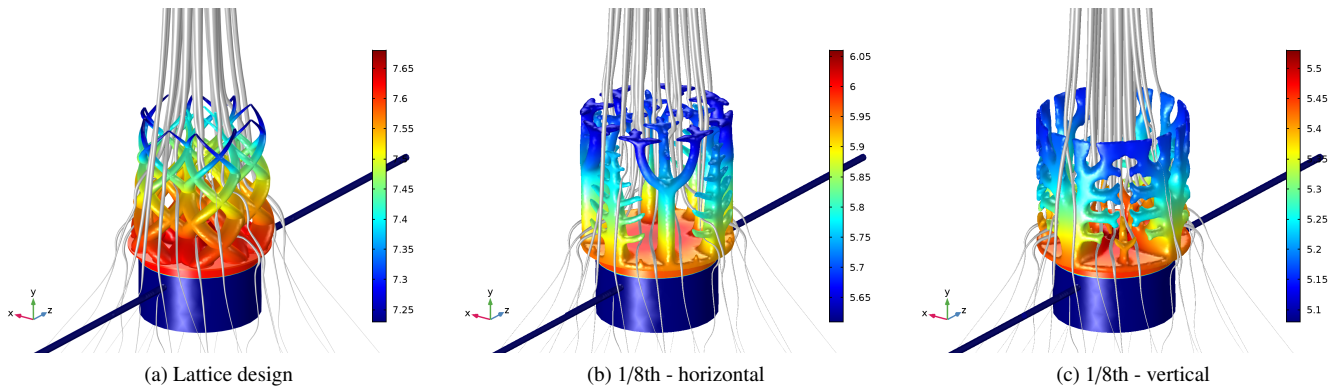 7.65
7.6
7.55
7.45
7.4
7.35
7.3
7.25
y
x
z
(a) Lattice design
6.05
6
5.95
5.9
5.85
5.8
5.75
5.7
5.65
y
x
z
(b) 1/8th - horizontal
5.5
5.45
5.4
5.3
5.25
5.2
5.15
5.1
y
x
z
(c) 1/8th - vertical